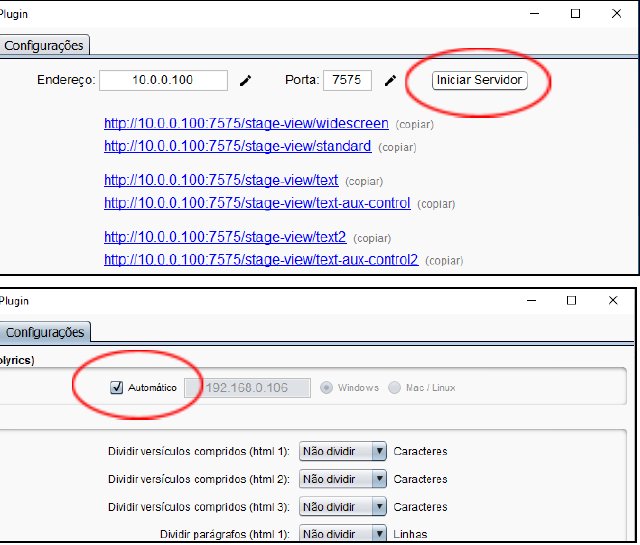 Plugin
Configurações
Endereço: 10.0.0.100 Porta: 7575 Iniciar Servidor
http://10.0.0.100:7575/stage-view/widescreen (copiar)
http://10.0.0.100:7575/stage-view/standard (copiar)
http://10.0.0.100:7575/stage-view/text (copiar)
http://10.0.0.100:7575/stage-view/text-aux-control (copiar)
http://10.0.0.100:7575/stage-view/text2 (copiar)
http://10.0.0.100:7575/stage-view/text-aux-control2 (copiar)
Plugin
Configurações
olyrics)
Automático 192.168.0.106 Windows Mac / Linux
Dividir versículos compridos (html 1): Não dividir Caracteres
Dividir versículos compridos (html 2): Não dividir Caracteres
Dividir versículos compridos (html 3): Não dividir Caracteres
Dividir parágrafos (html 1): Não dividir Linhas